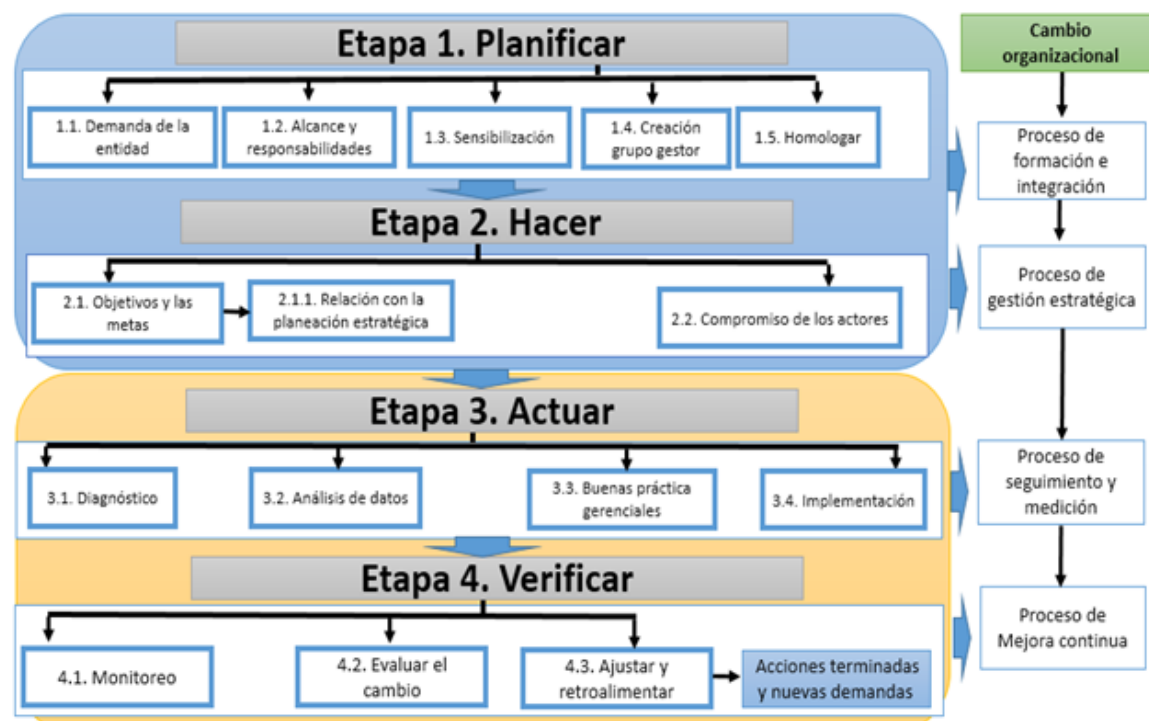 Etapa 1. Planificar
1.1. Demanda de la
entidad
1.2. Alcance y
responsabilidades
1.3. Sensibilización
1.4. Creación
grupo gestor
1.5. Homologar
Etapa 2. Hacer
2.1. Objetivos y las
metas
2.1.1. Relación con la
planeación estratégica
2.2. Compromiso de los actores
Etapa 3. Actuar
3.1. Diagnóstico
3.2. Análisis de datos
3.3. Buenas práctica
gerenciales
3.4. Implementación
Etapa 4. Verificar
4.1. Monitoreo
4.2. Evaluar el
cambio
4.3. Ajustar y
retroalimentar
Acciones terminadas
y nuevas demandas
Cambio
organizacional
Proceso de
formación e
integración
Proceso de
gestión estratégica
Proceso de
seguimiento y
medición
Proceso de
Mejora continua